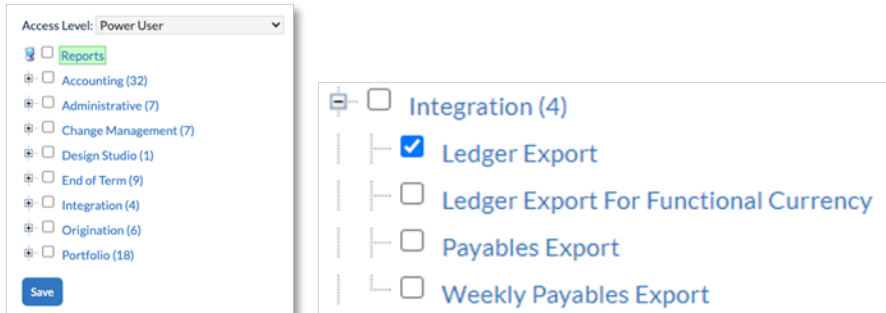 Access Level: Power User
Reports
Accounting (32)
Administrative (7)
Change Management (7)
Design Studio (1)
End of Term (9)
Integration (4)
Origination (6)
Portfolio (18)
Save
Integration (4)
Ledger Export
Ledger Export For Functional Currency
Payables Export
Weekly Payables Export